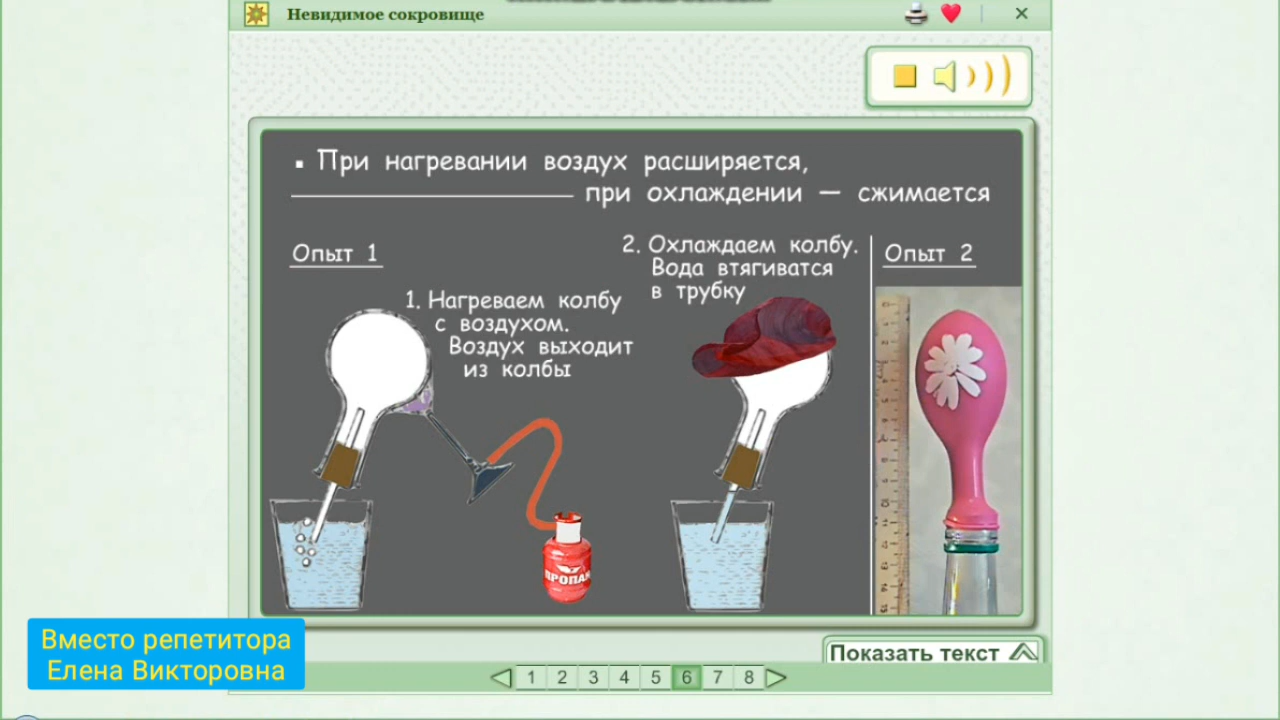 Невидимое сокровище
▪ При нагревании воздух расширяется,
при охлаждении — сжимается
Опыт 1
1. Нагреваем колбу
с воздухом.
Воздух выходит
из колбы
2. Охлаждаем колбу.
Вода втягиватся
в трубку
Опыт 2
ПРОПАН
Показать текст
1 2 3 4 5 6 7 8
Вместо репетитора
Елена Викторовна